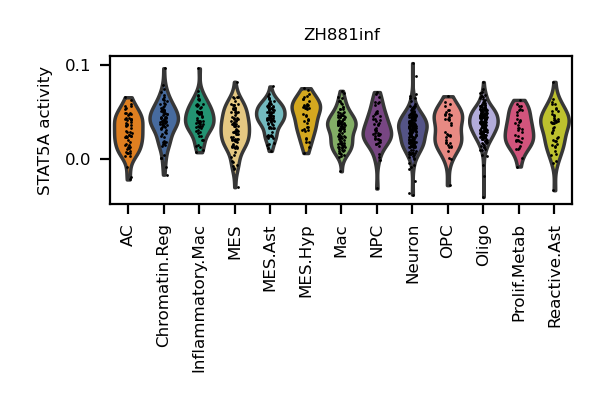 ZH881inf
STAT5A activity
0.1
0.0
AC
Chromatin.Reg
Inflammatory.Mac
MES
MES.Ast
MES.Hyp
Mac
NPC
Neuron
OPC
Oligo
Prolif.Metab
Reactive.Ast